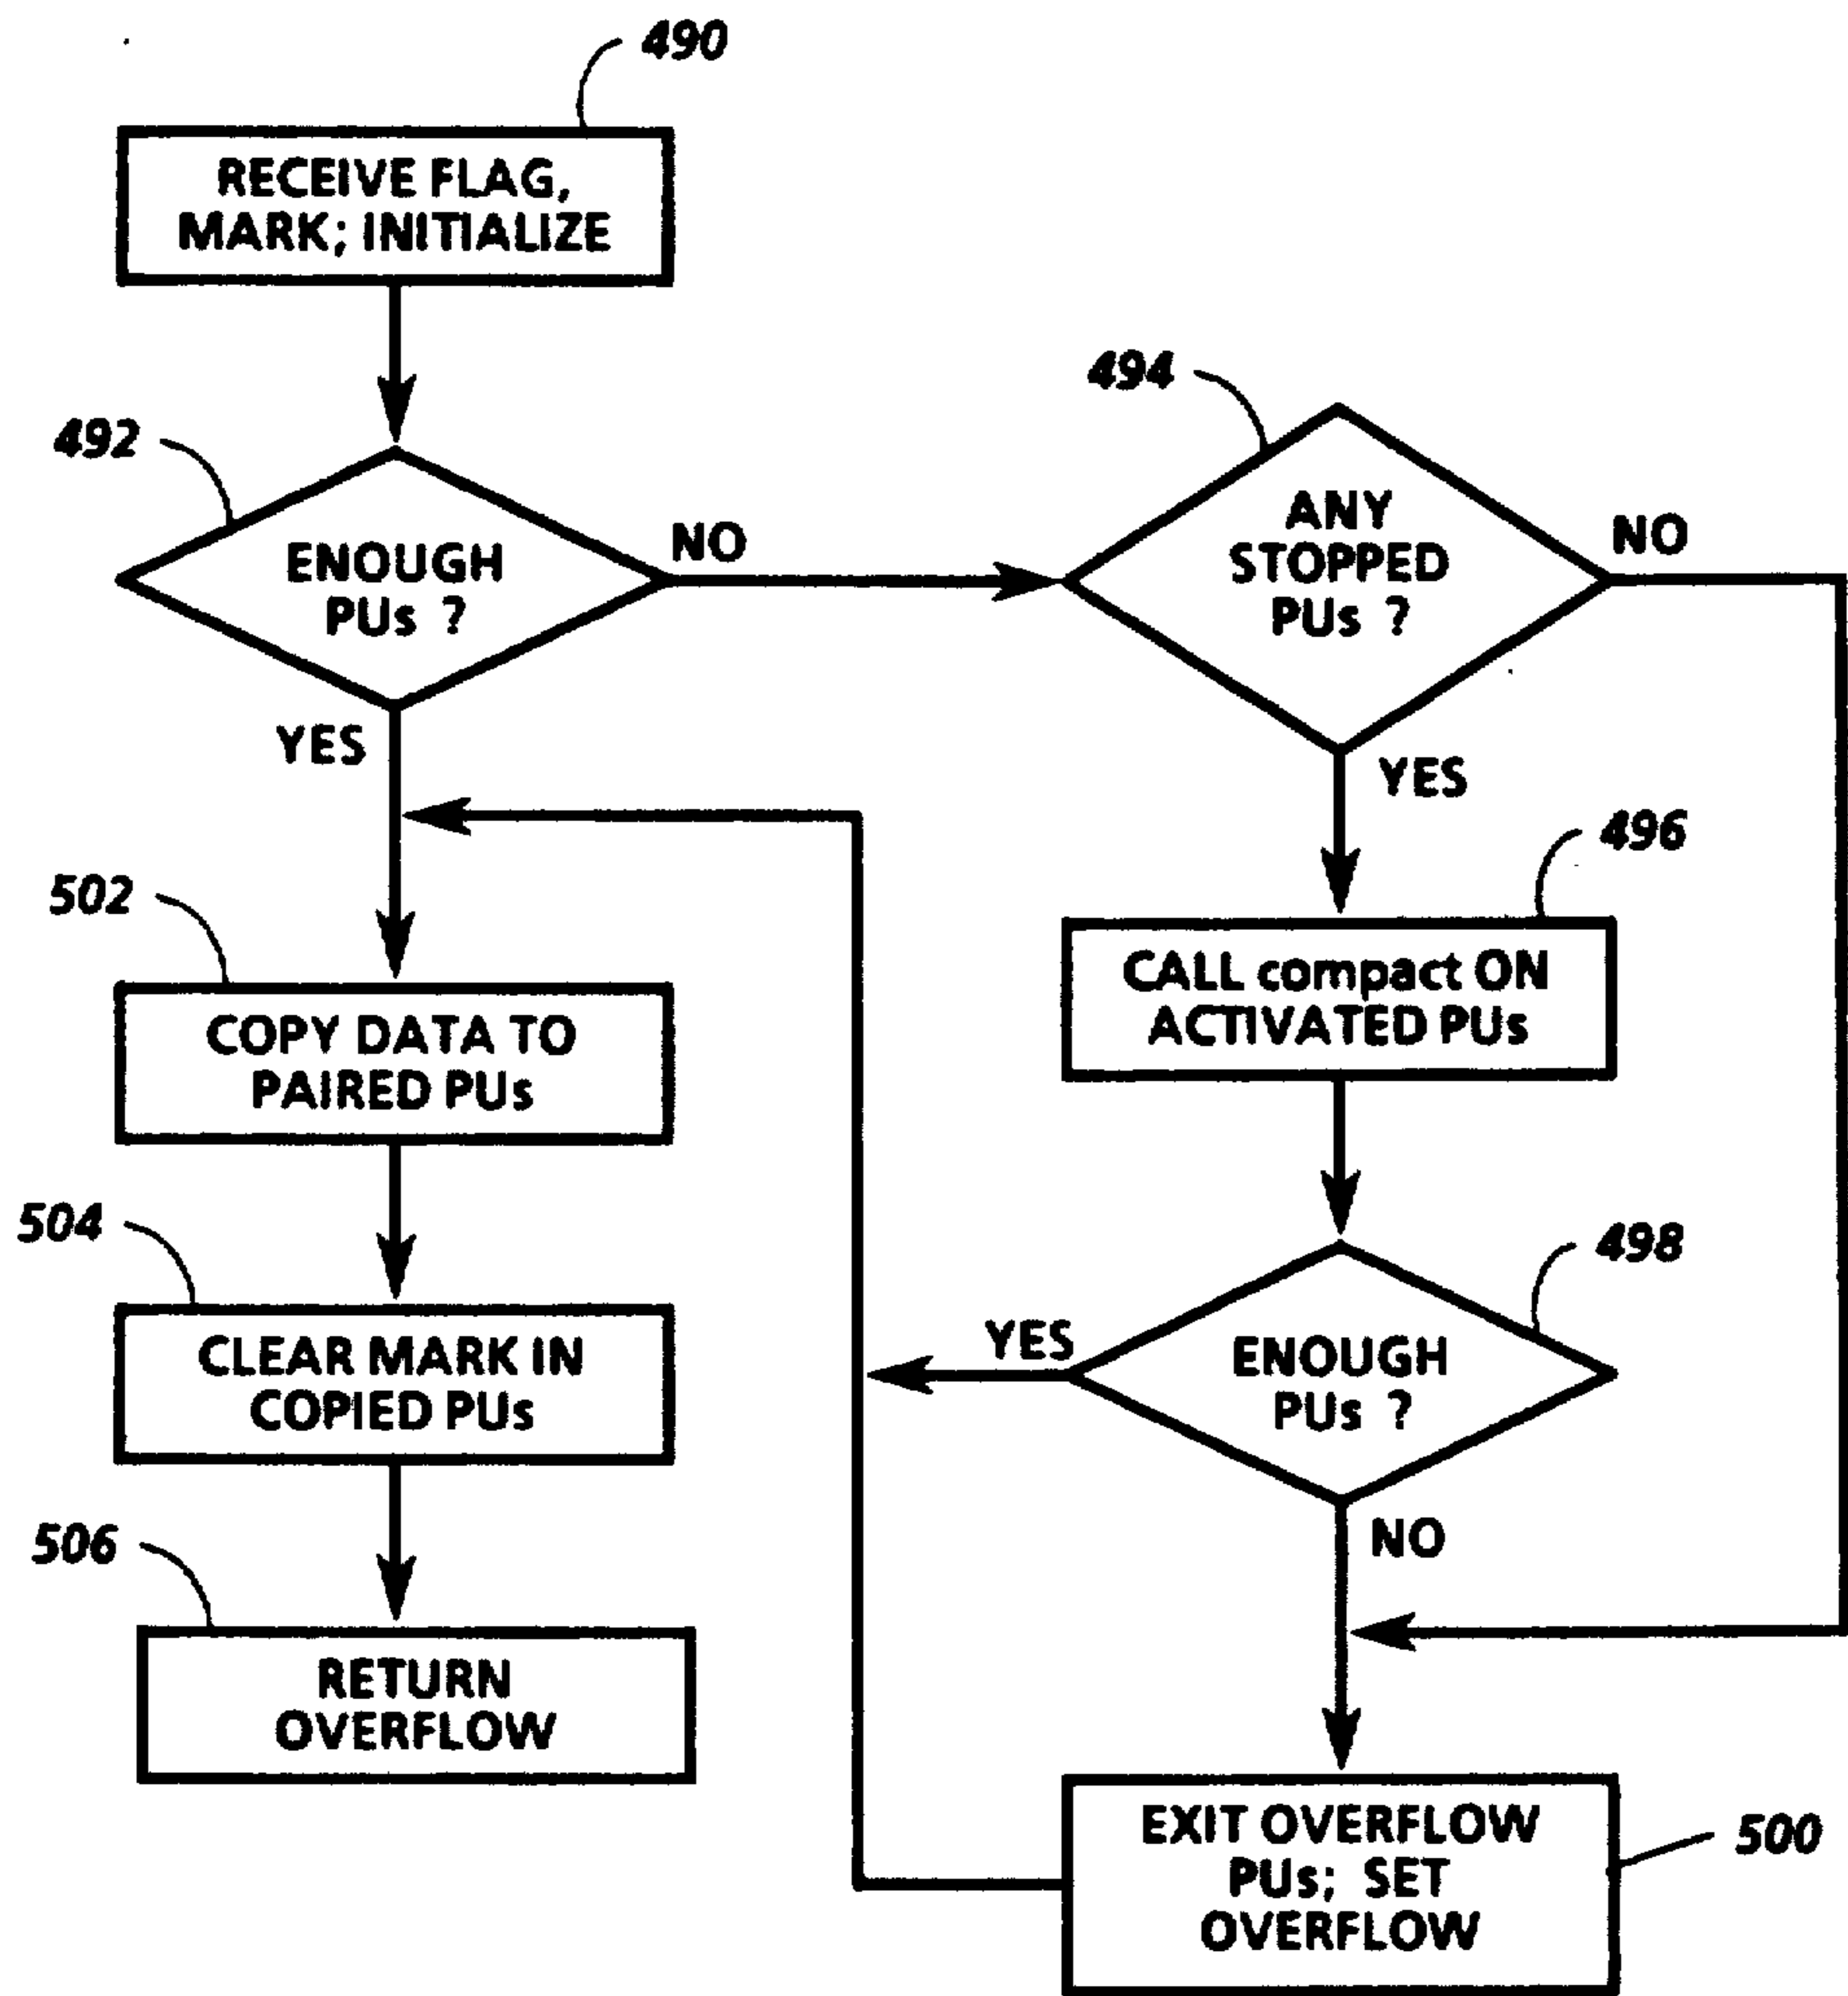 490
RECEIVE FLAG,
MARK; INITIALIZE
492
ENOUGH
PUs ?
NO
YES
494
ANY
STOPPED
PUs ?
NO
YES
496
CALL compact ON
ACTIVATED PUs
498
ENOUGH
PUs ?
YES
NO
500
EXIT OVERFLOW
PUs; SET
OVERFLOW
502
COPY DATA TO
PAIRED PUs
504
CLEAR MARK IN
COPIED PUs
506
RETURN
OVERFLOW